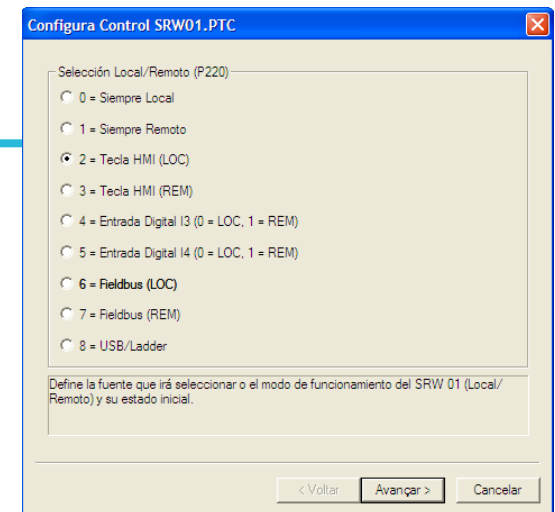 Configura Control SRW01.PTC
Selección Local/Remoto (P220)
0 = Siempre Local
1 = Siempre Remoto
2 = Tecla HMI (LOC)
3 = Tecla HMI (REM)
4 = Entrada Digital I3 (0 = LOC, 1 = REM)
5 = Entrada Digital I4 (0 = LOC, 1 = REM)
6 = Fieldbus (LOC)
7 = Fieldbus (REM)
8 = USB/Ladder
Define la fuente que irá seleccionar o el modo de funcionamiento del SRW 01 (Local/
Remoto) y su estado inicial.
< Voltar Avançar > Cancelar